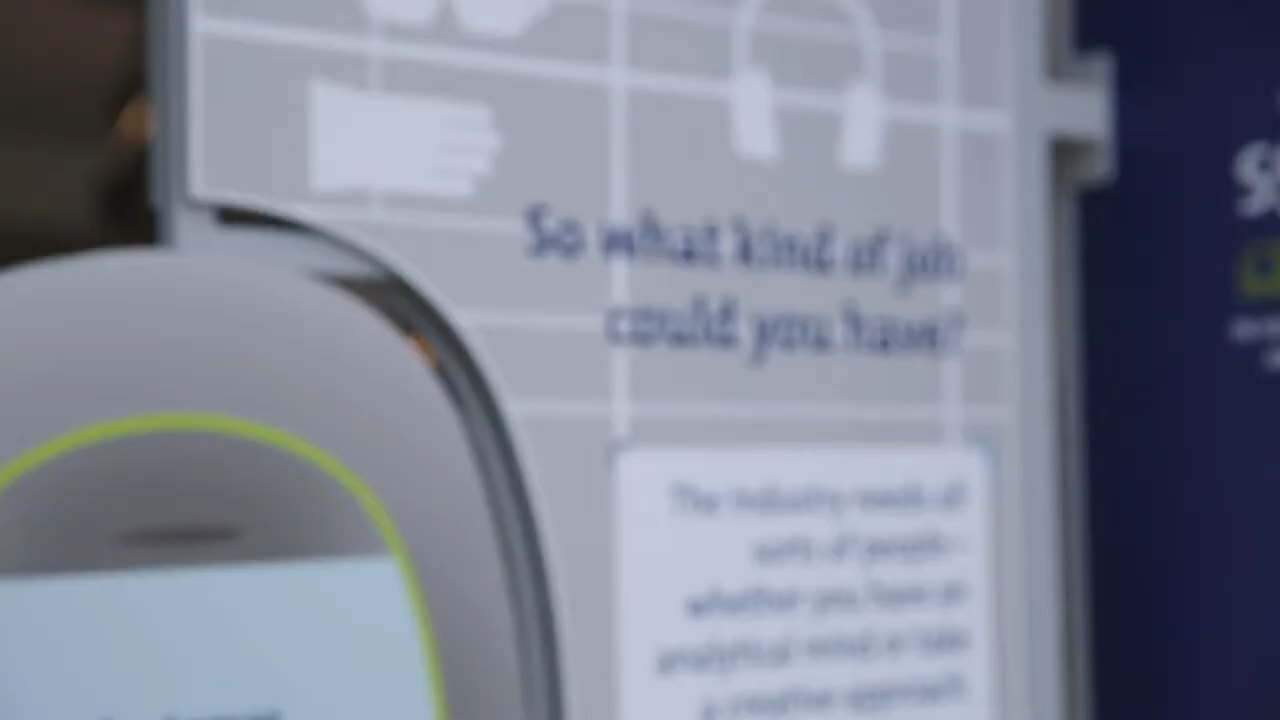 So what kind of job
could you have?
The industry needs all
sorts of people –
whether you have an
analytical mind or take
a creative approach